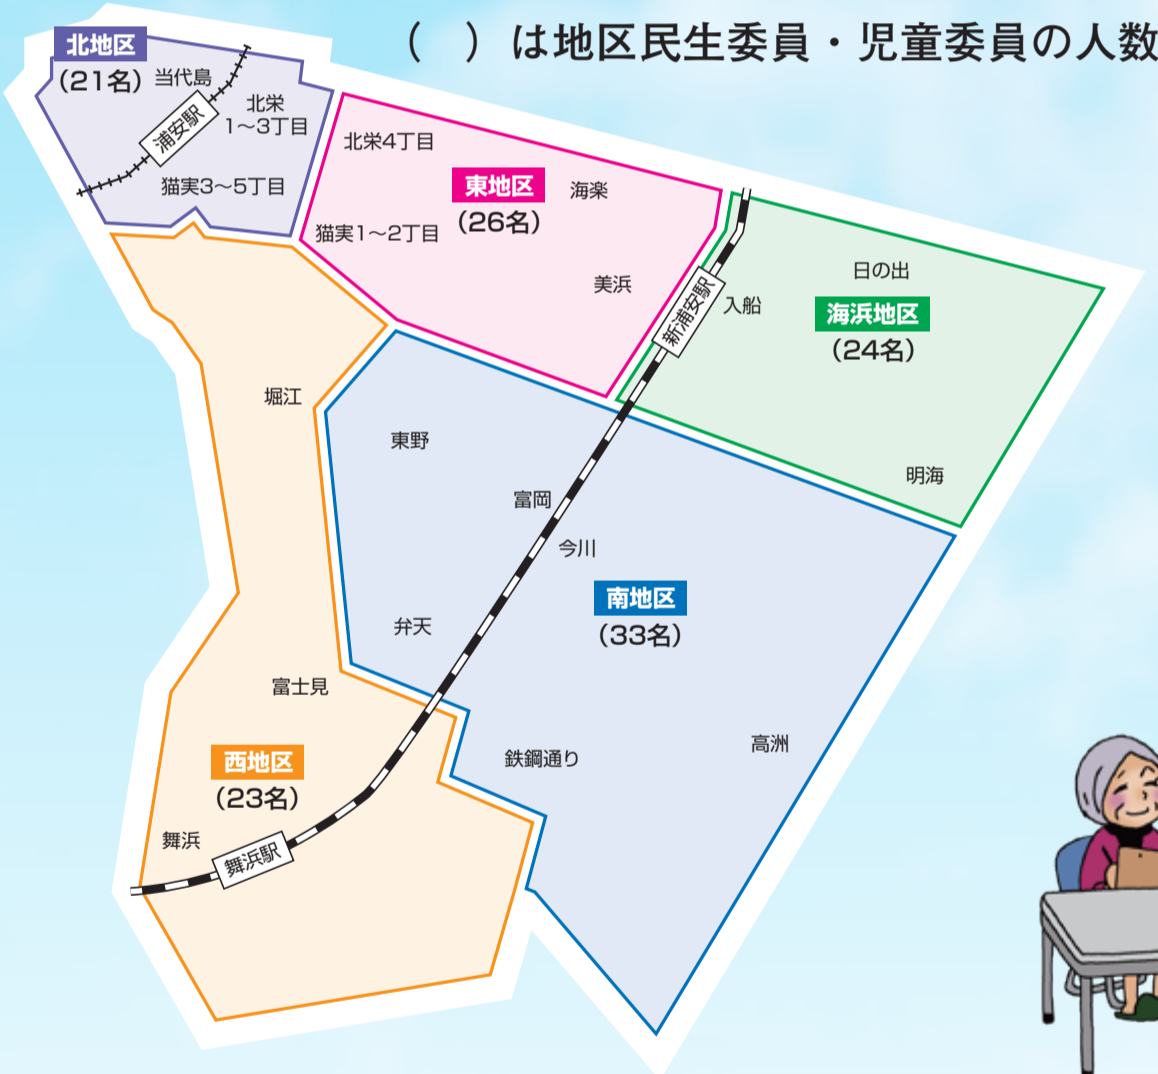 （　）は地区民生委員・児童委員の人数
北地区
（21名）
当代島
浦安駅
北栄
1～3丁目
猫実3～5丁目
北栄4丁目
東地区
（26名）
海楽
猫実1～2丁目
美浜
新浦安駅
入船
日の出
海浜地区
（24名）
明海
堀江
東野
富岡
今川
南地区
（33名）
弁天
富士見
西地区
（23名）
鉄鋼通り
高洲
舞浜
舞浜駅